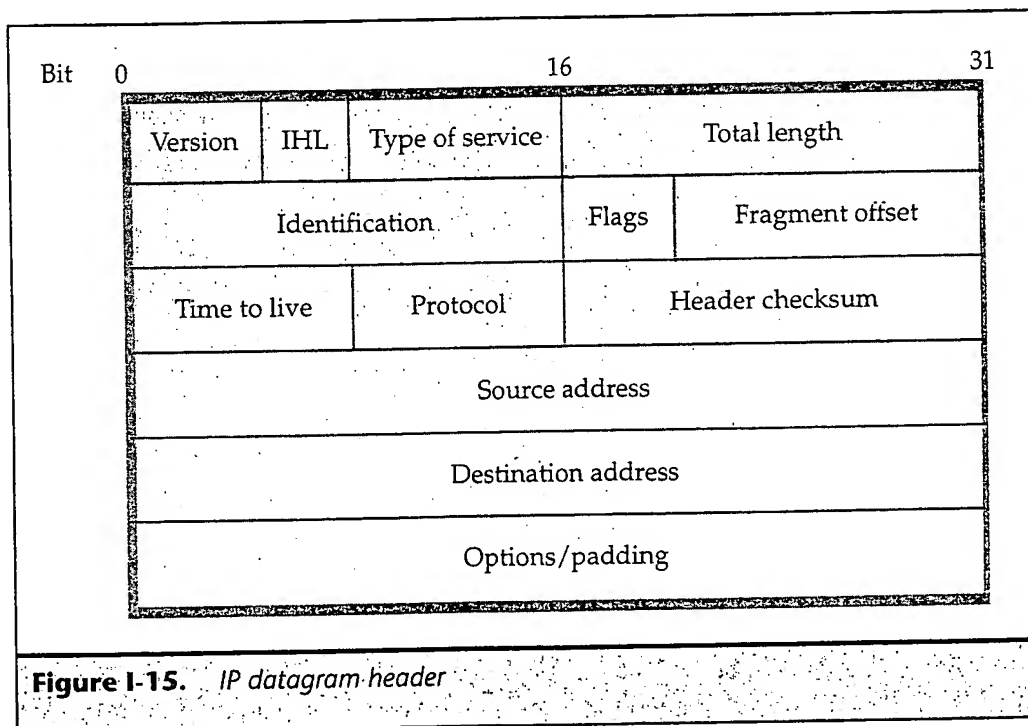 Bit 0 16 31
Version IHL Type of service Total length
Identification Flags Fragment offset
Time to live Protocol Header checksum
Source address
Destination address
Options/padding
Figure I-15. IP datagram header